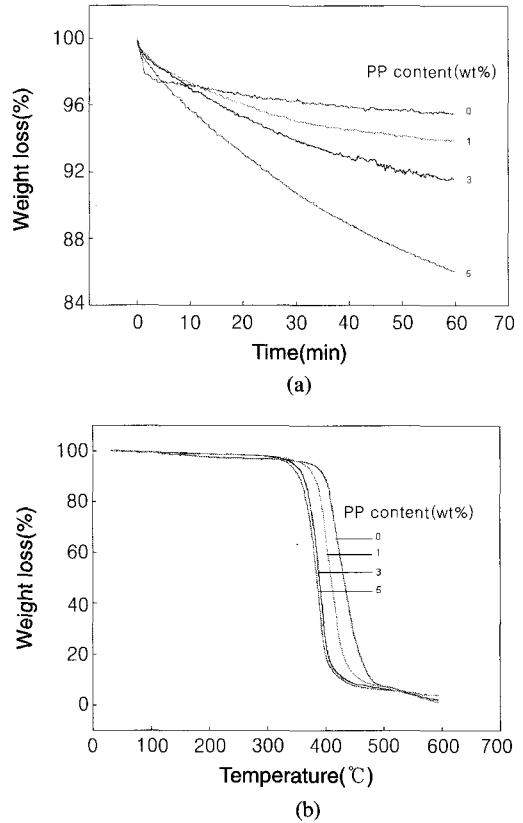 100
96
92
88
84
Weight loss(%)
PP content(wt%)
0
1
3
5
0 10 20 30 40 50 60 70
Time(min)
(a)
100
80
60
40
20
0
Weight loss(%)
PP content(wt%)
0
1
3
5
0 100 200 300 400 500 600 700
Temperature(℃)
(b)